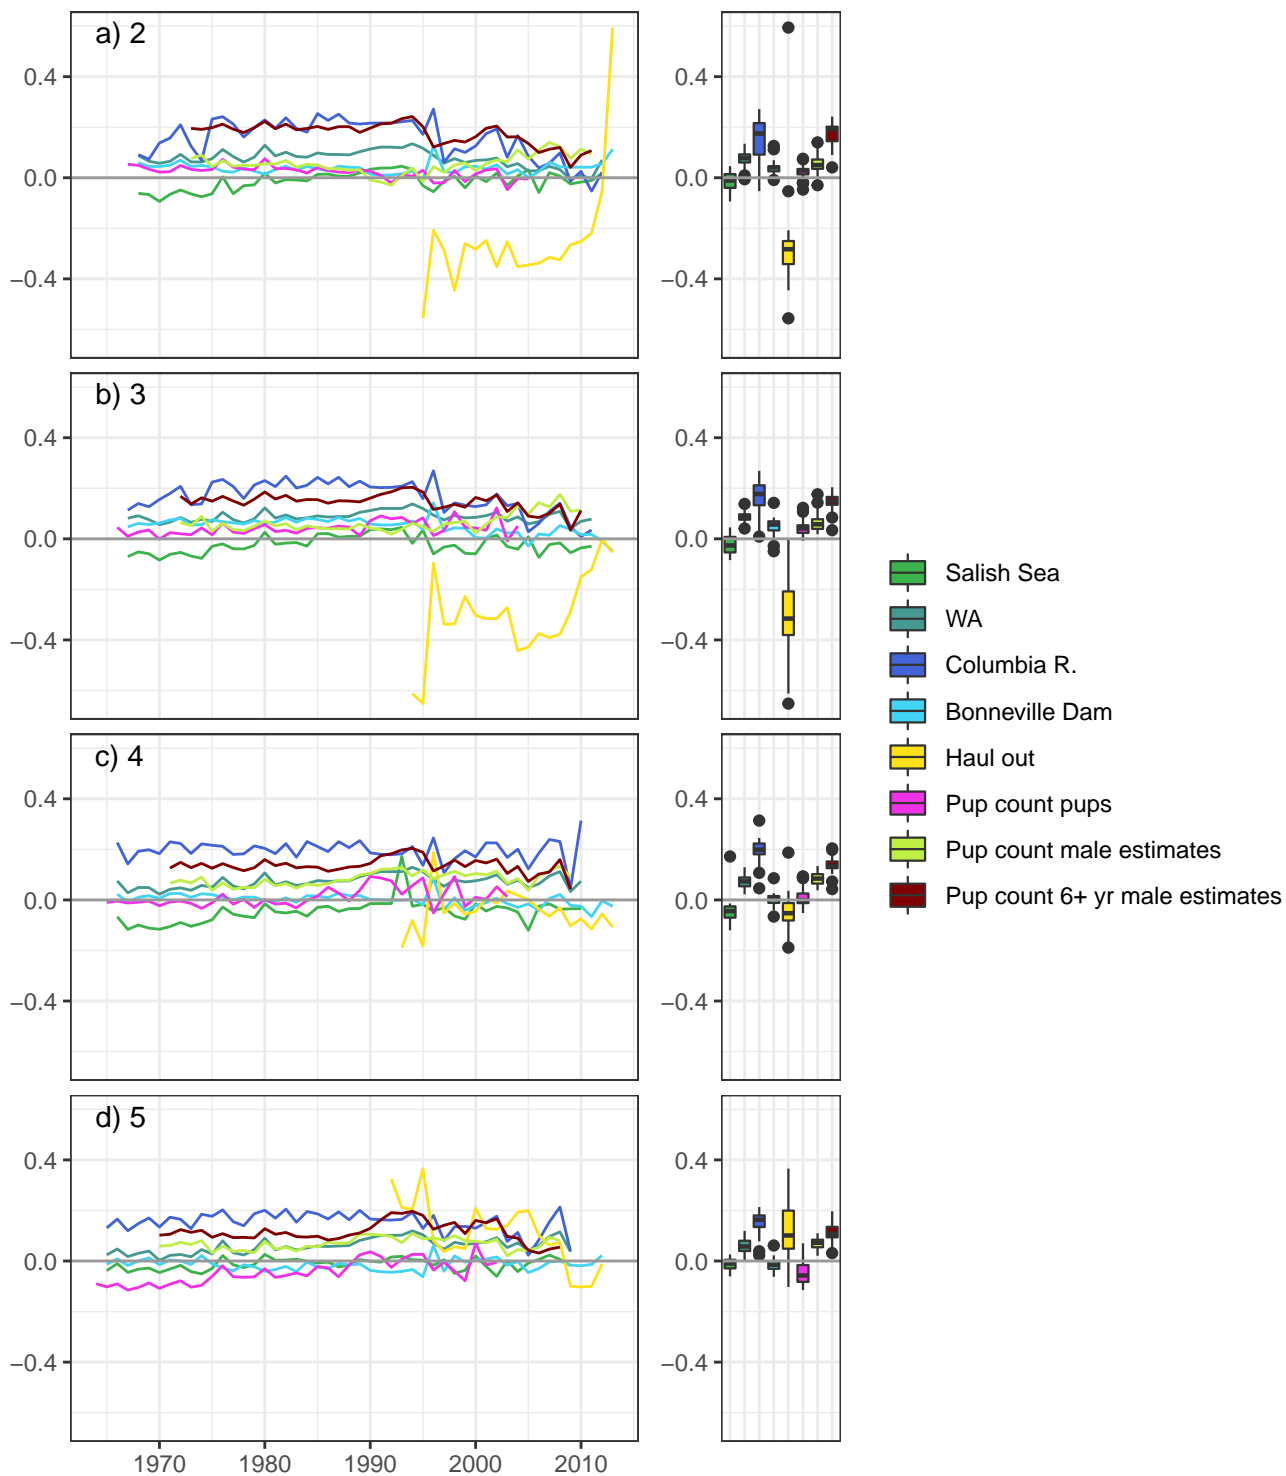 a) 2
0.4
0.0
−0.4
0.4
0.0
−0.4
b) 3
0.4
0.0
−0.4
0.4
0.0
−0.4
c) 4
0.4
0.0
−0.4
0.4
0.0
−0.4
d) 5
0.4
0.0
−0.4
0.4
0.0
−0.4
1970 1980 1990 2000 2010
Salish Sea
WA
Columbia R.
Bonneville Dam
Haul out
Pup count pups
Pup count male estimates
Pup count 6+ yr male estimates